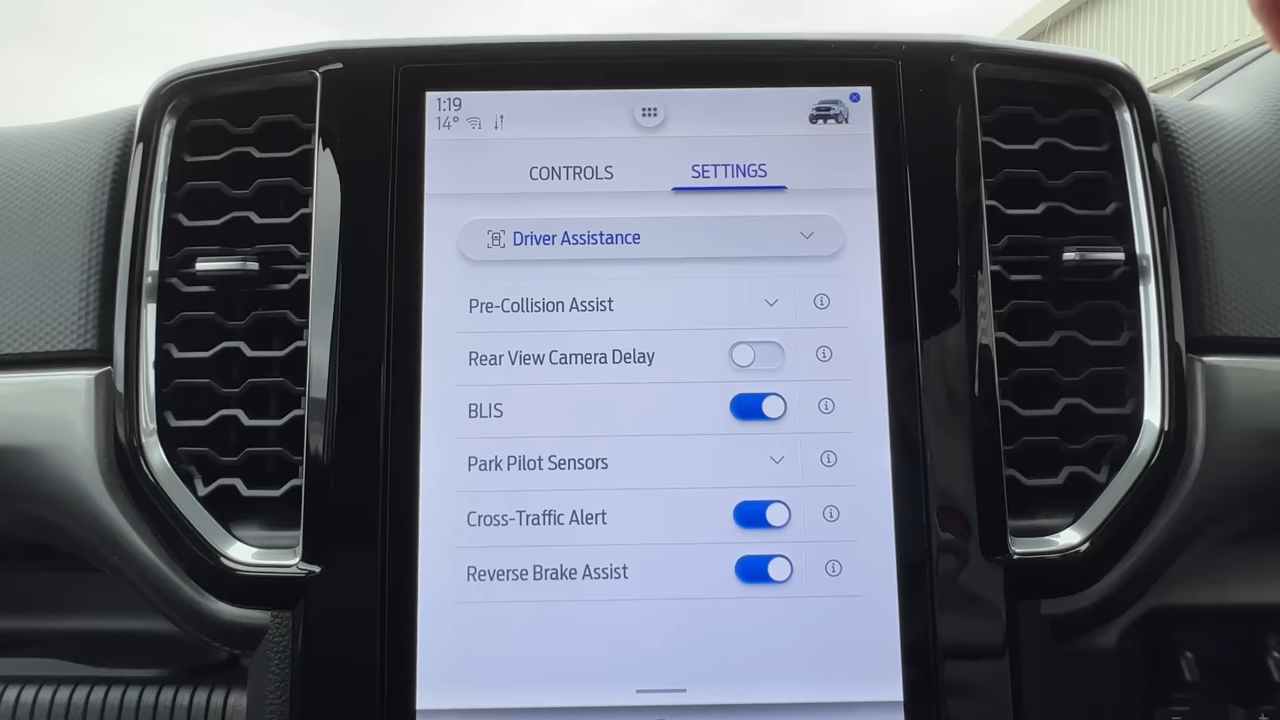 1:19
14°
CONTROLS
SETTINGS
Driver Assistance
Pre-Collision Assist
Rear View Camera Delay
BLIS
Park Pilot Sensors
Cross-Traffic Alert
Reverse Brake Assist